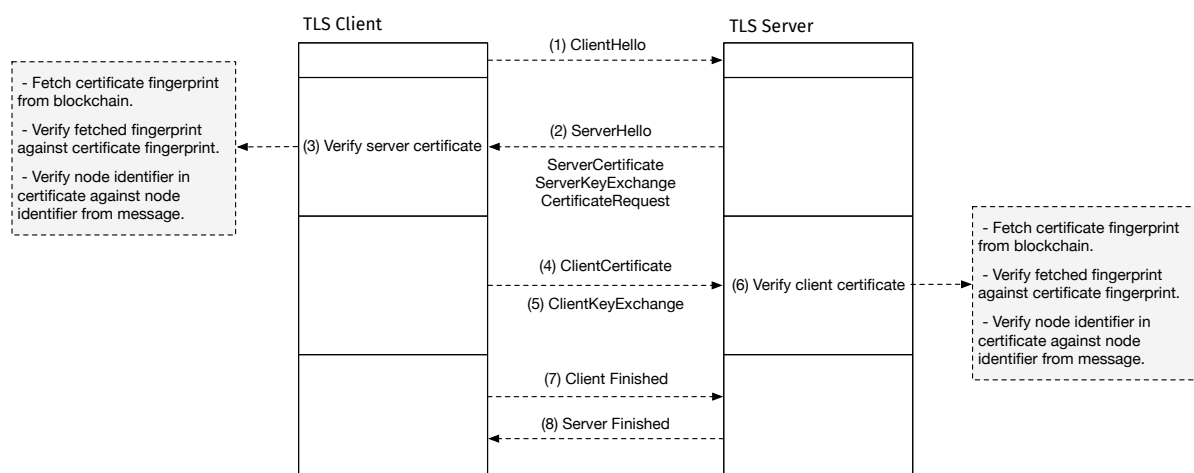 TLS Client
TLS Server
(1) ClientHello
- Fetch certificate fingerprint
from blockchain.
- Verify fetched fingerprint
against certificate fingerprint.
- Verify node identifier in
certificate against node
identifier from message.
(3) Verify server certificate
(2) ServerHello
ServerCertificate
ServerKeyExchange
CertificateRequest
(4) ClientCertificate
(5) ClientKeyExchange
(6) Verify client certificate
- Fetch certificate fingerprint
from blockchain.
- Verify fetched fingerprint
against certificate fingerprint.
- Verify node identifier in
certificate against node
identifier from message.
(7) Client Finished
(8) Server Finished